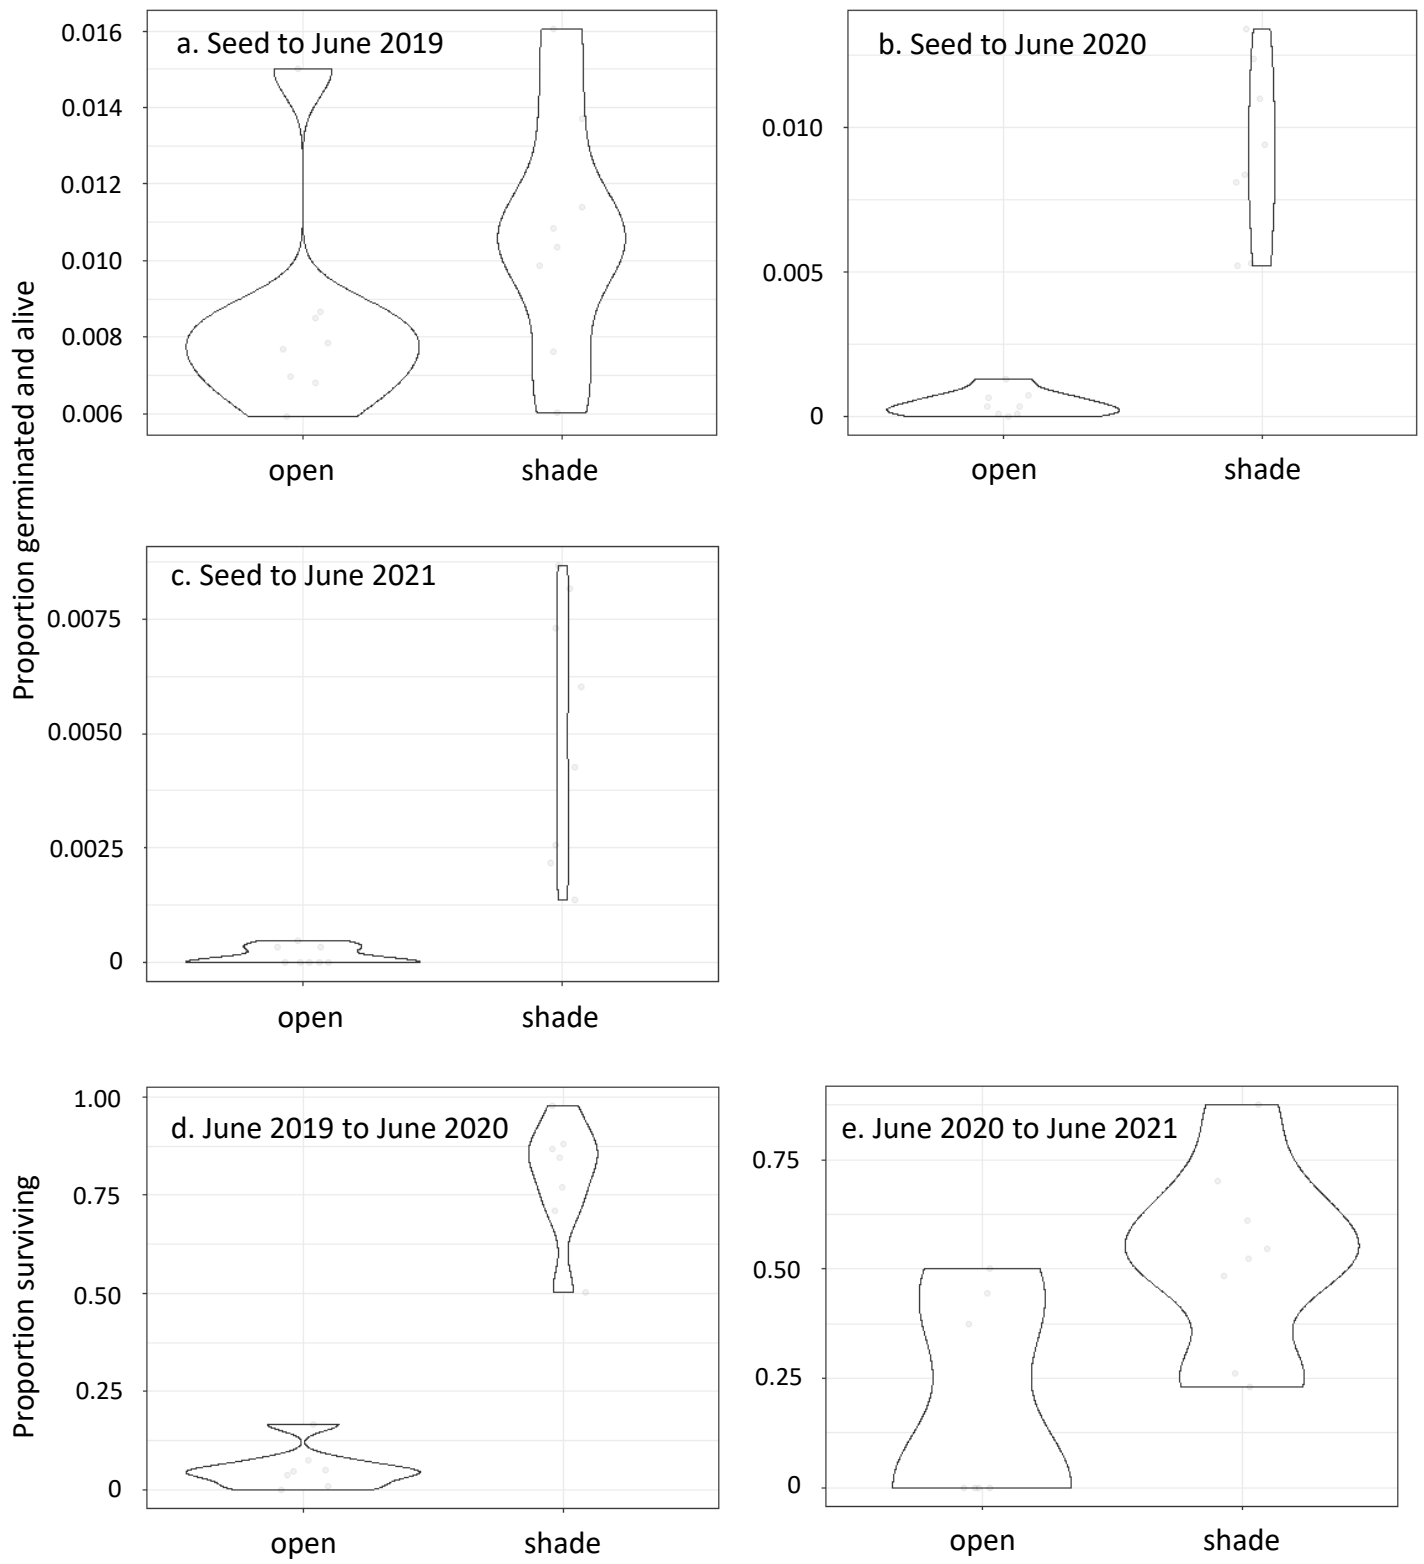 Proportion germinated and alive
a. Seed to June 2019
0.016
0.014
0.012
0.010
0.008
0.006
open shade
b. Seed to June 2020
0.010
0.005
0
open shade
c. Seed to June 2021
0.0075
0.0050
0.0025
0
open shade
Proportion surviving
d. June 2019 to June 2020
1.00
0.75
0.50
0.25
0
open shade
e. June 2020 to June 2021
0.75
0.50
0.25
0
open shade